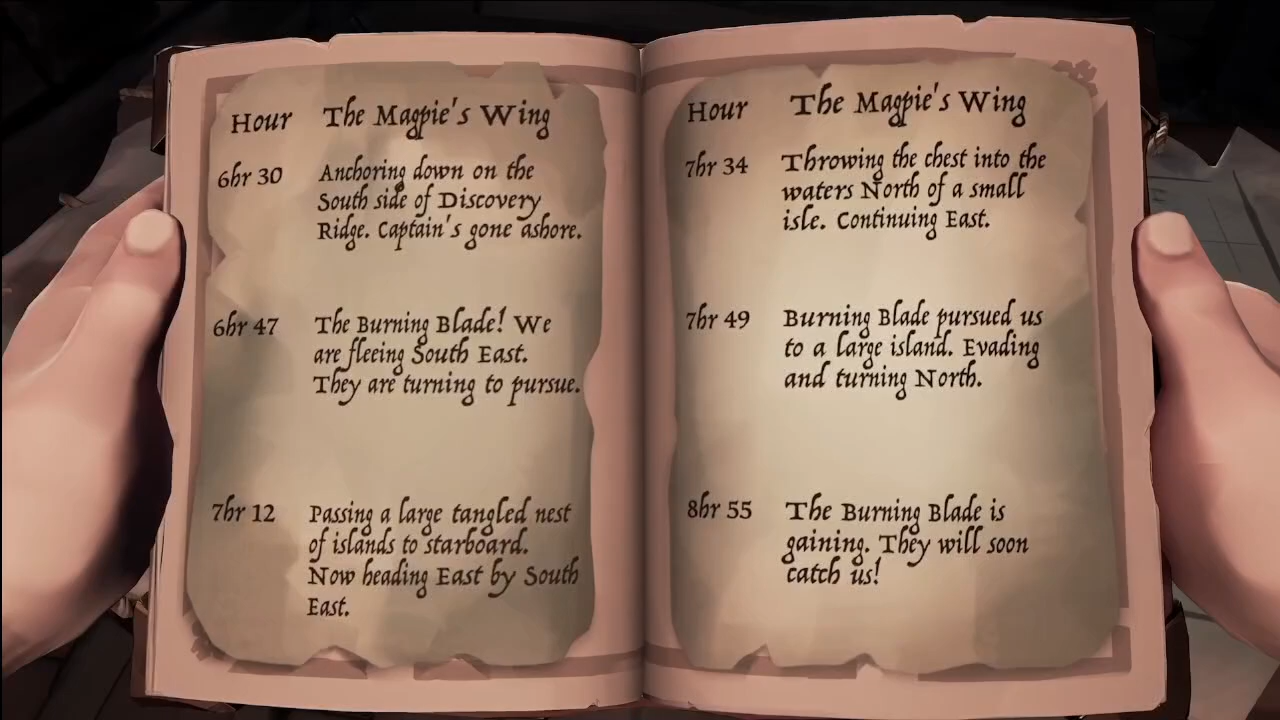 Hour The Magpie's Wing
6hr 30 Anchoring down on the
South side of Discovery
Ridge. Captain's gone ashore.
6hr 47 The Burning Blade! We
are fleeing South East.
They are turning to pursue.
7hr 12 Passing a large tangled nest
of islands to starboard.
Now heading East by South
East.
Hour The Magpie's Wing
7hr 34 Throwing the chest into the
waters North of a small
isle. Continuing East.
7hr 49 Burning Blade pursued us
to a large island. Evading
and turning North.
8hr 55 The Burning Blade is
gaining. They will soon
catch us!